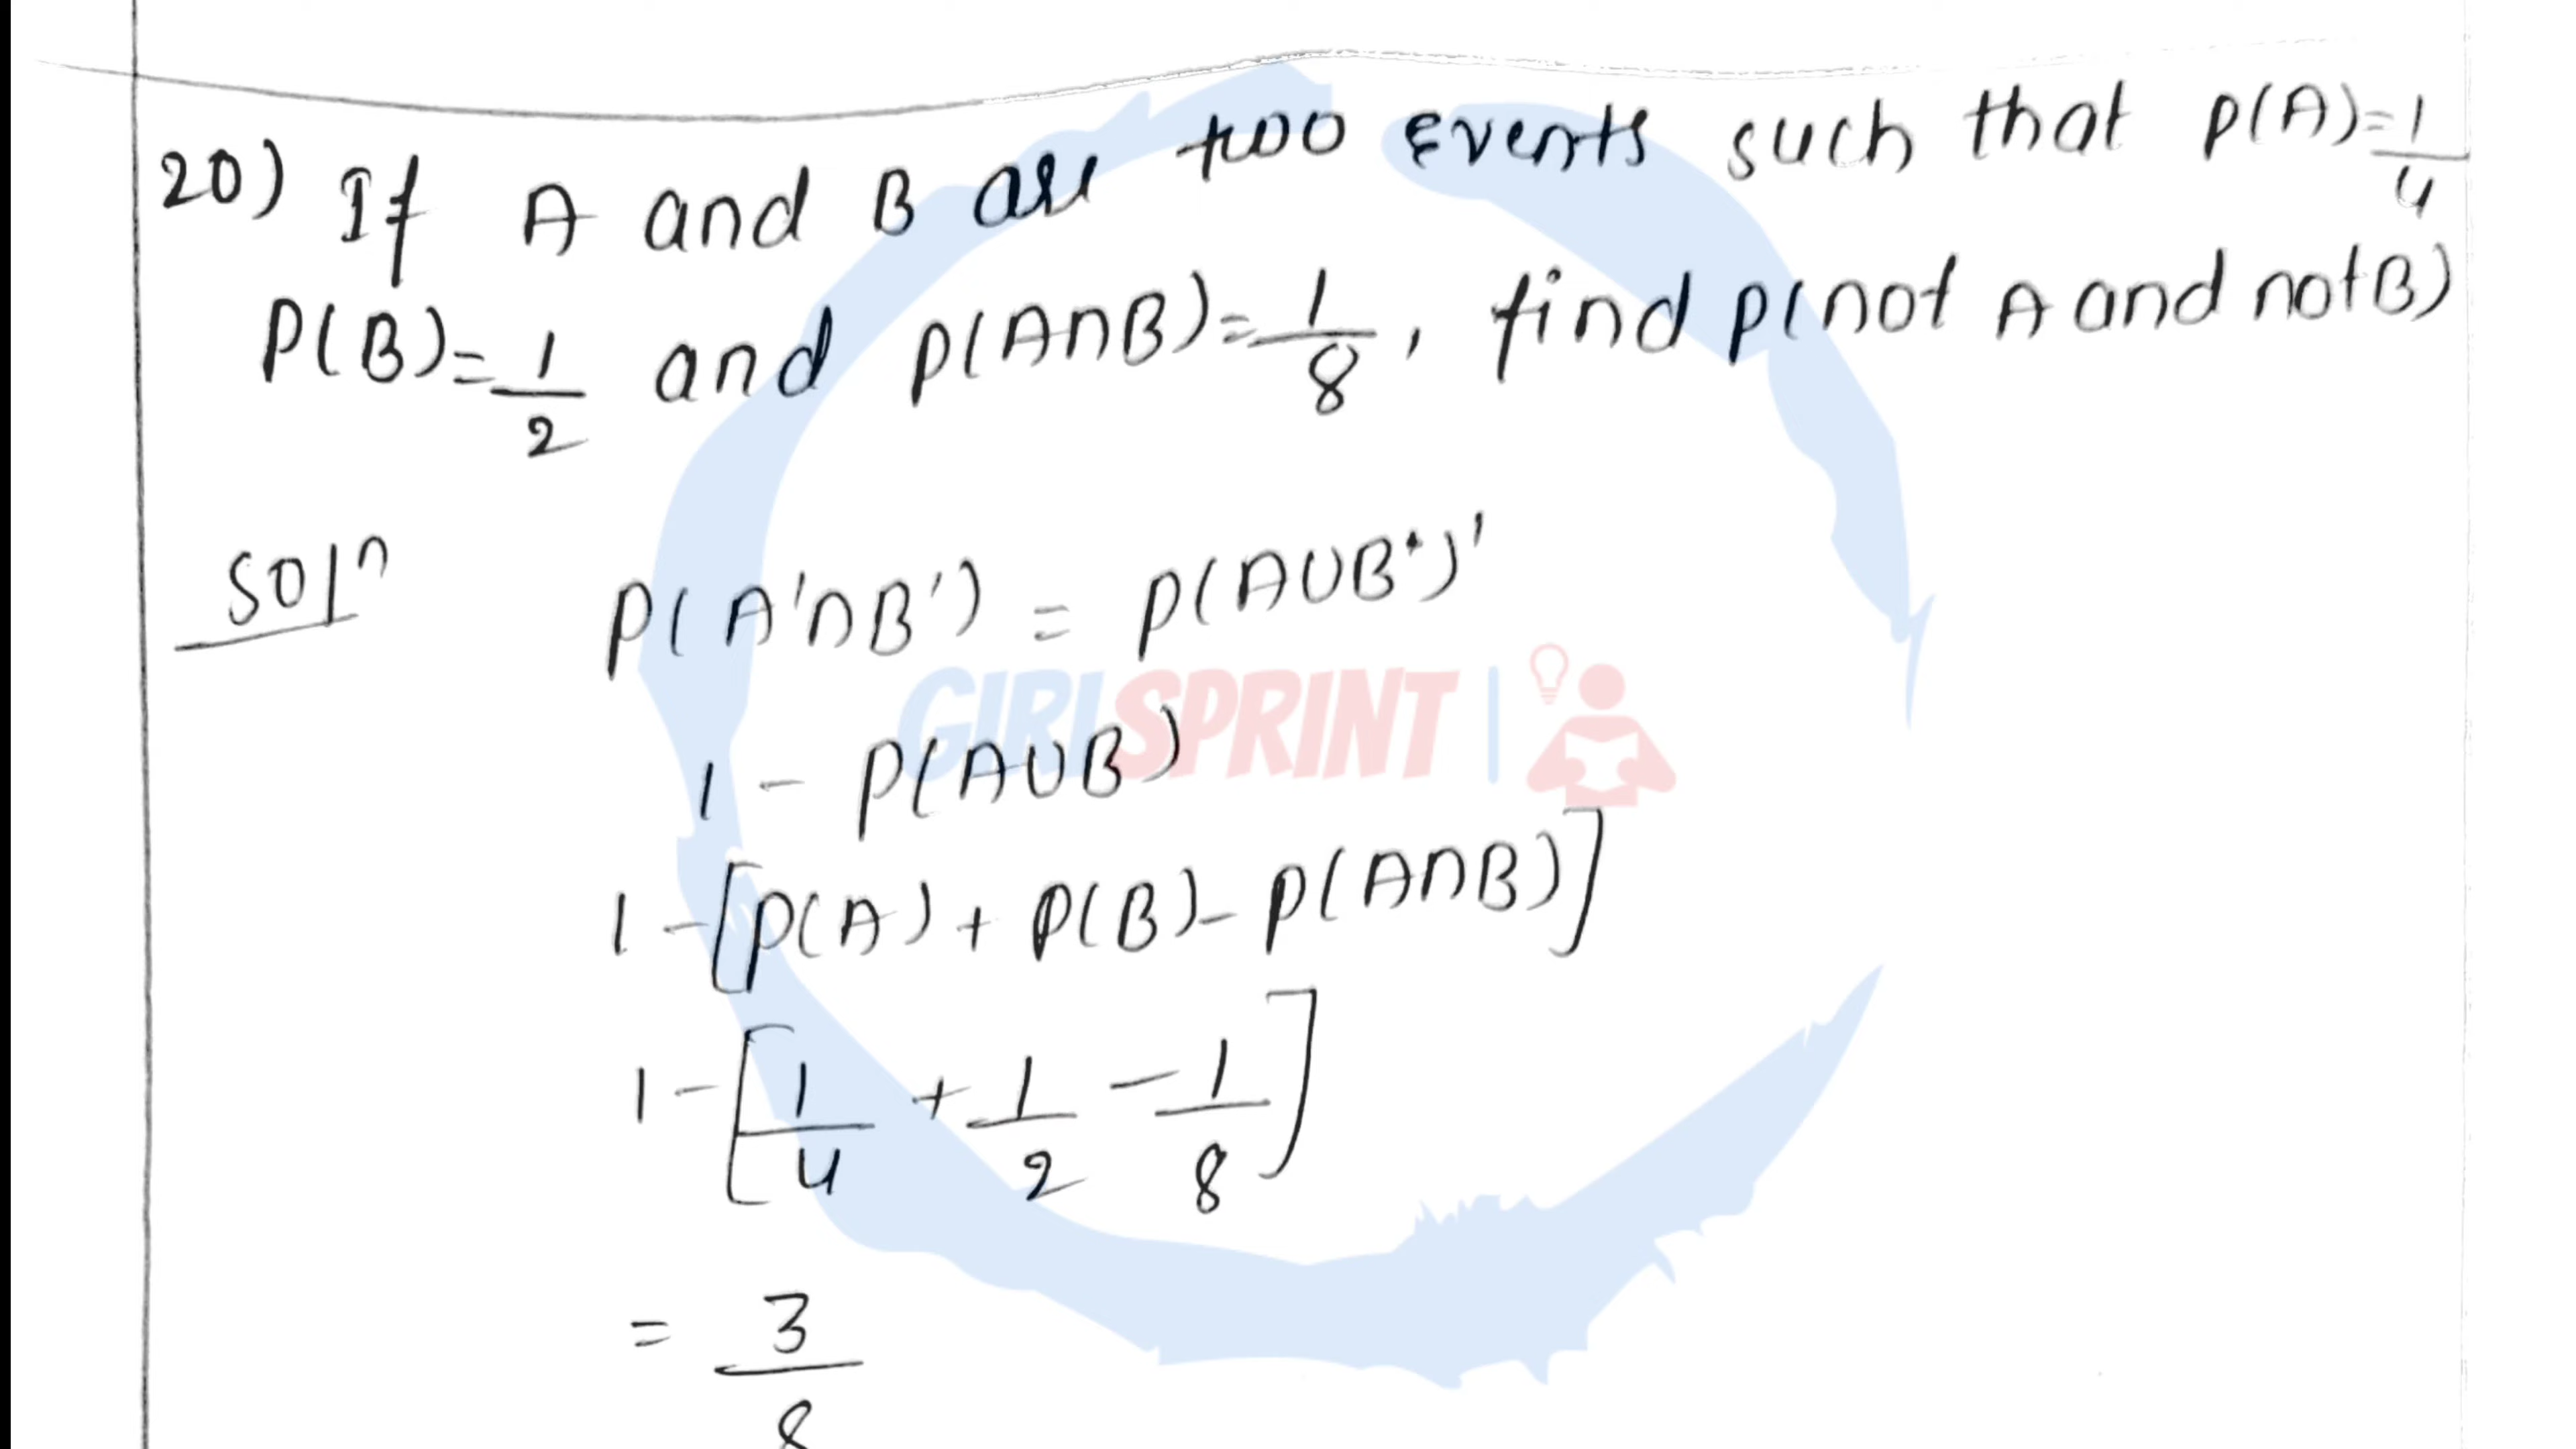 20) If A and B are two events such that P(A)=1/4
P(B)=1/2 and P(A∩B)=1/8, find P(not A and not B)
Solⁿ P(A'∩B') = P(A∪B')'
GIRLSPRINT
1 - P(A∪B)
1-[P(A)+P(B)-P(A∩B)]
1-[1/4+1/2-1/8]
= 3/8